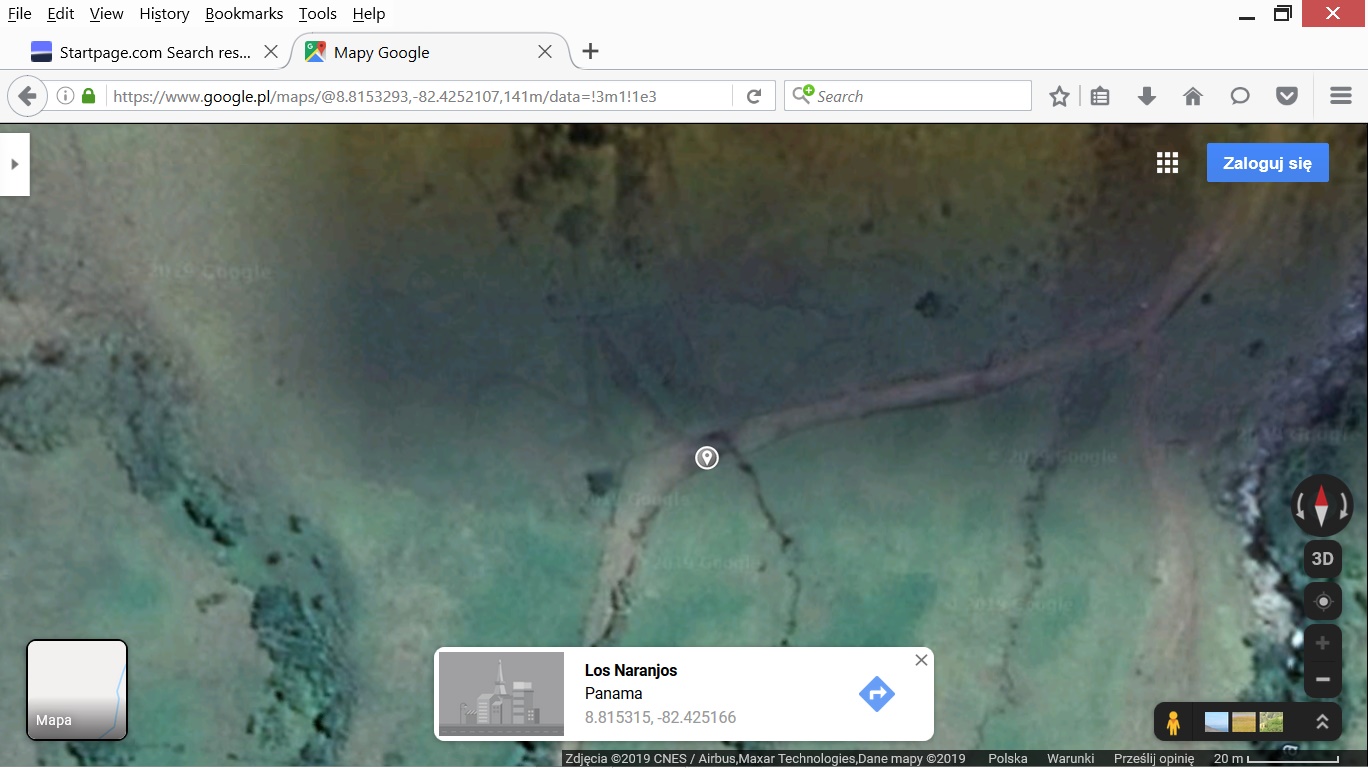 File Edit View History Bookmarks Tools Help
Startpage.com Search res...
Mapy Google
https://www.google.pl/maps/@8.8153293,-82.4252107,141m/data=!3m1!1e3
Search
Zaloguj się
© 2019 Google
© 2019 Google
Google
2019 Google
© 2019 Google
3D
Mapa
Los Naranjos
Panama
8.815315, -82.425166
Zdjęcia ©2019 CNES / Airbus,Maxar Technologies,Dane mapy ©2019 Polska Warunki Prześlij opinię 20 m